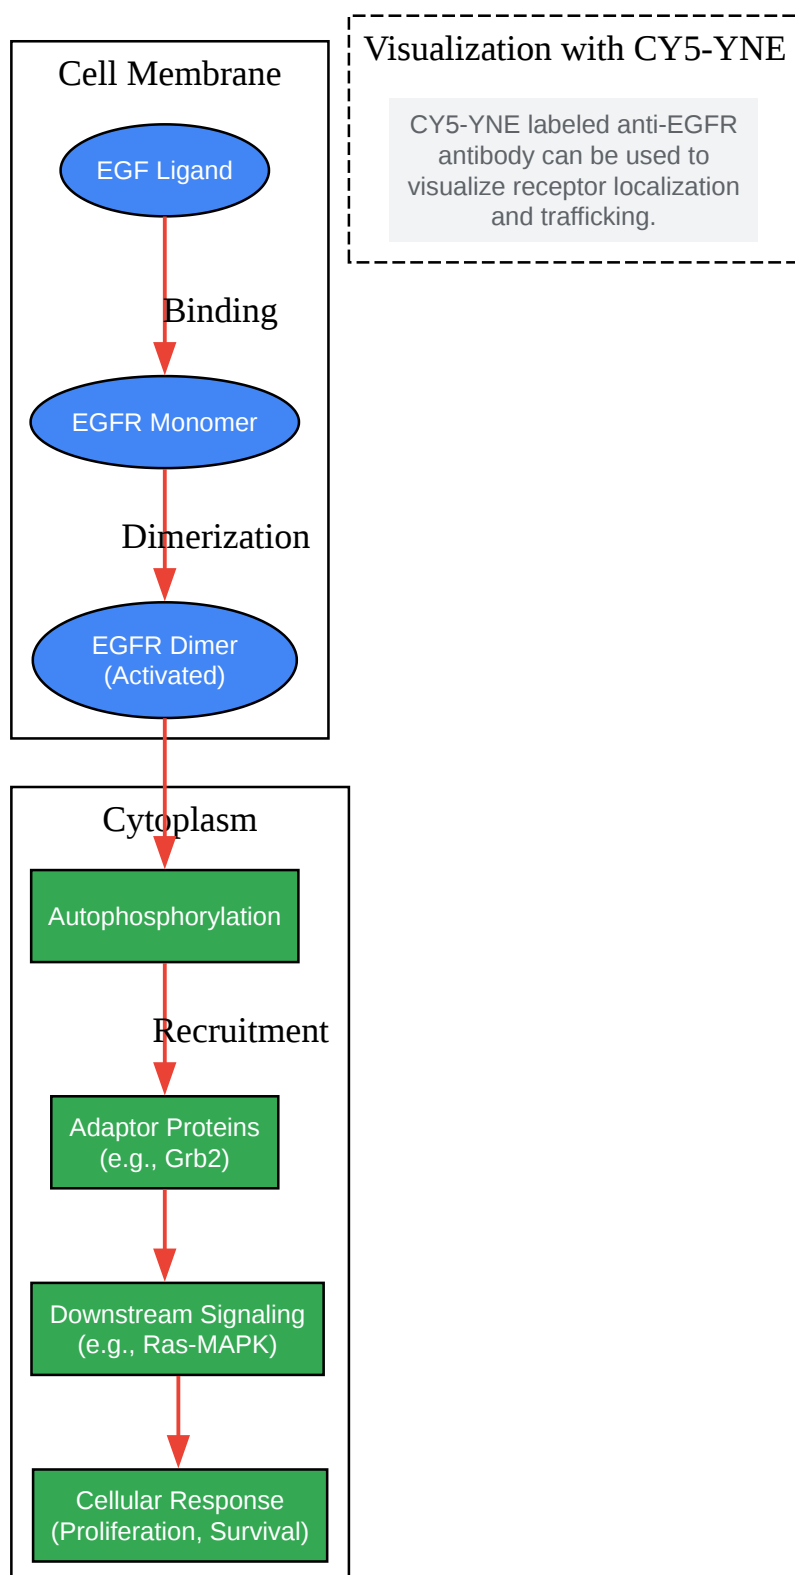 Cell Membrane
EGF Ligand
Binding
EGFR Monomer
Dimerization
EGFR Dimer
(Activated)
Visualization with CY5-YNE
CY5-YNE labeled anti-EGFR
antibody can be used to
visualize receptor localization
and trafficking.
Cytoplasm
Autophosphorylation
Recruitment
Adaptor Proteins
(e.g., Grb2)
Downstream Signaling
(e.g., Ras-MAPK)
Cellular Response
(Proliferation, Survival)